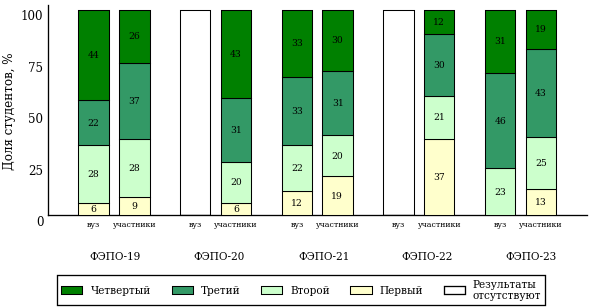 Доля студентов, %
100
75
50
25
0
44 22 28 6
26 37 28 9
43 31 20 6
33 33 22 12
30 31 20 19
12 30 21 37
31 46 23
19 43 25 13
вуз участники вуз участники вуз участники вуз участники вуз участники
ФЭПО-19 ФЭПО-20 ФЭПО-21 ФЭПО-22 ФЭПО-23
Четвертый Третий Второй Первый Результаты
отсутствуют